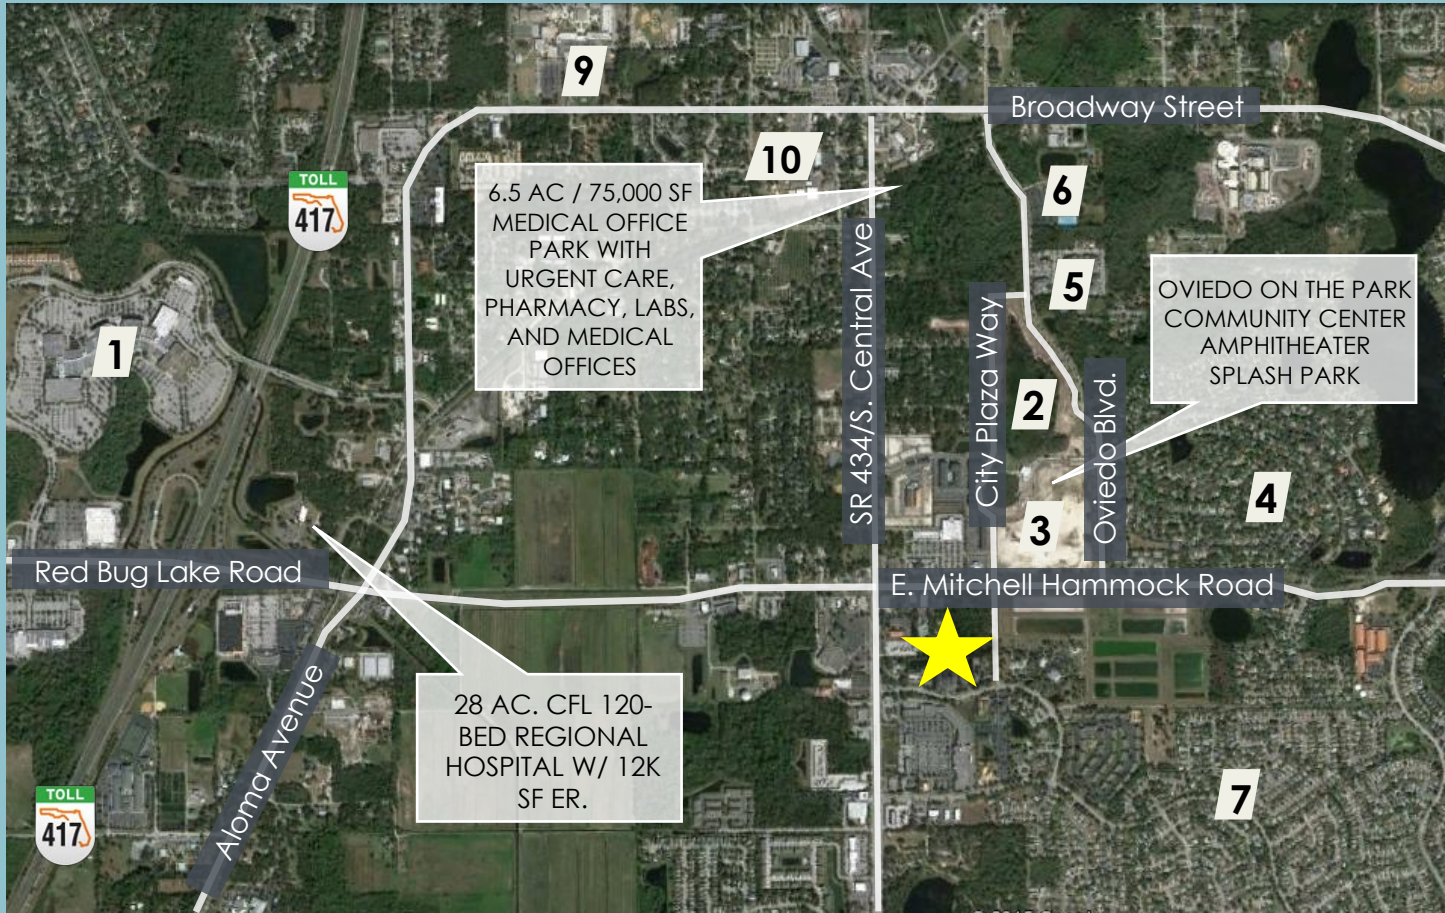 9
Broadway Street
10
TOLL
417
6.5 AC / 75,000 SF
MEDICAL OFFICE
PARK WITH
URGENT CARE,
PHARMACY, LABS,
AND MEDICAL
OFFICES
6
SR 434/S. Central Ave
5
OVIEDO ON THE PARK
COMMUNITY CENTER
AMPHITHEATER
SPLASH PARK
1
City Plaza Way
2
Oviedo Blvd.
4
3
Red Bug Lake Road
E. Mitchell Hammock Road
28 AC. CFL 120-
BED REGIONAL
HOSPITAL W/ 12K
SF ER.
Aloma Avenue
7
TOLL
417